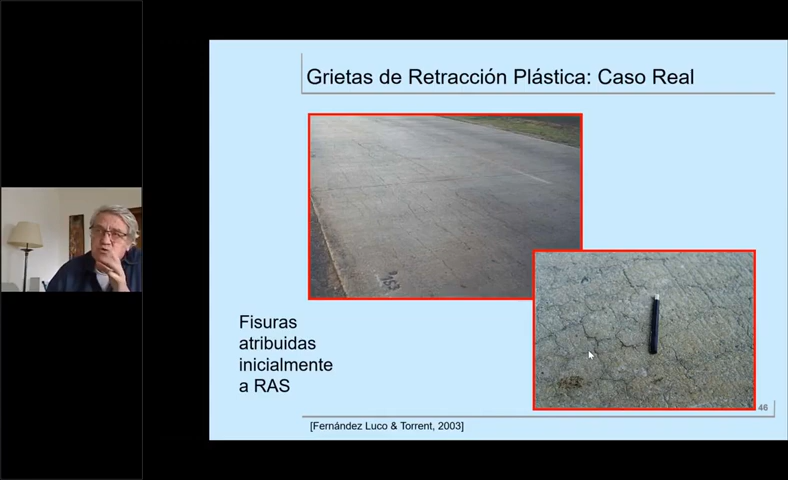 Grietas de Retracción Plástica: Caso Real
Fisuras
atribuidas
inicialmente
a RAS
46
[Fernández Luco & Torrent, 2003]